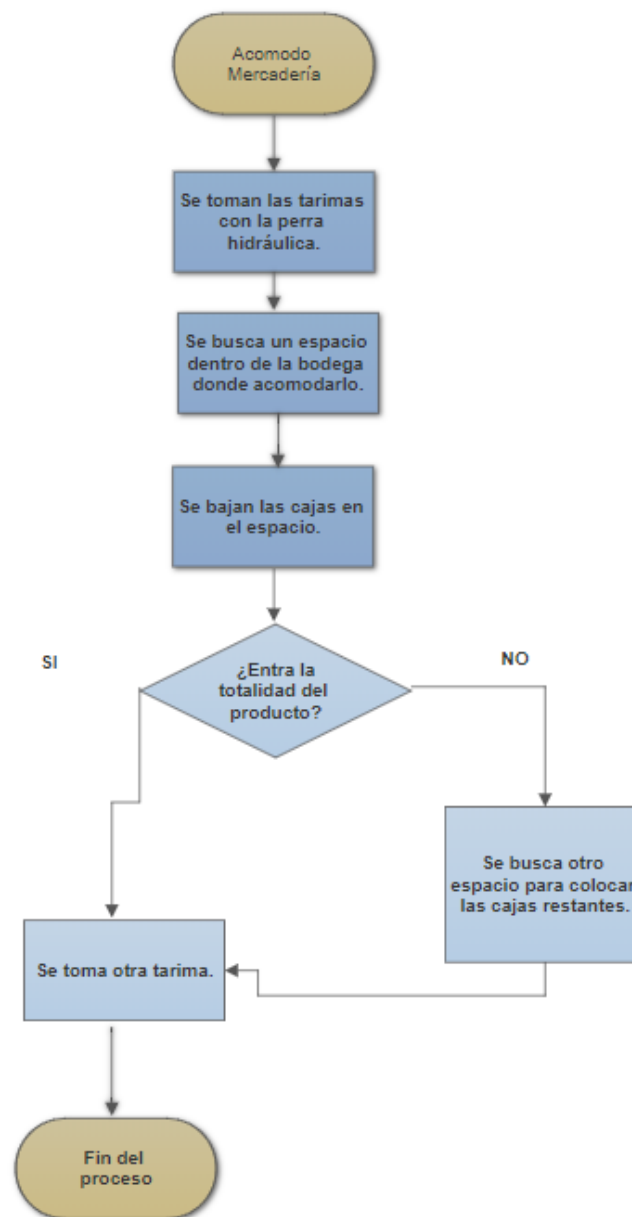 Acomodo
Mercadería
Se toman las tarimas
con la perra
hidráulica.
Se busca un espacio
dentro de la bodega
donde acomodarlo.
Se bajan las cajas en
el espacio.
SI
¿Entra la
totalidad del
producto?
NO
Se busca otro
espacio para colocar
las cajas restantes.
Se toma otra tarima.
Fin del
proceso